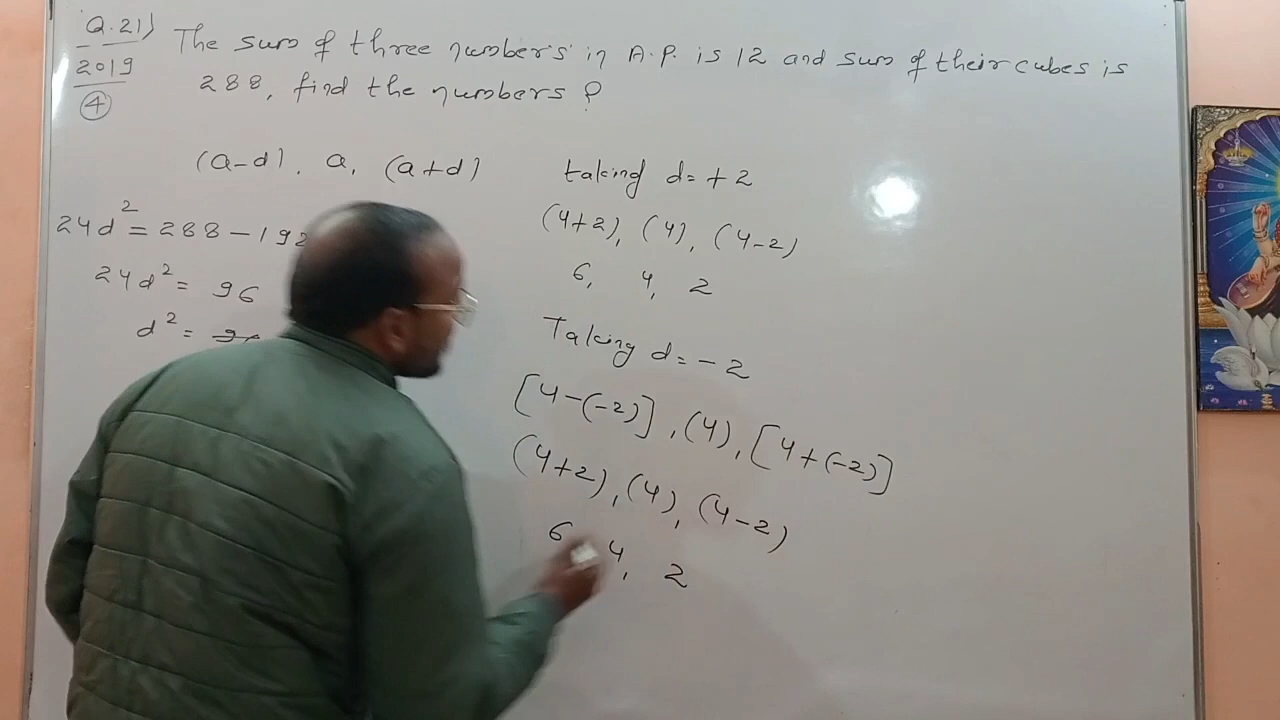 Q.21) The sum of three numbers in A.P. is 12 and sum of their cubes is
2019 288, find the numbers ?
4
(a-d), a, (a+d)
24d² = 288 - 192
24d² = 96
d² =
taking d = +2
(4+2), (4), (4-2)
6, 4, 2
Taking d = -2
[4-(-2)], (4), [4+(-2)]
(4+2), (4), (4-2)
6 4, 2